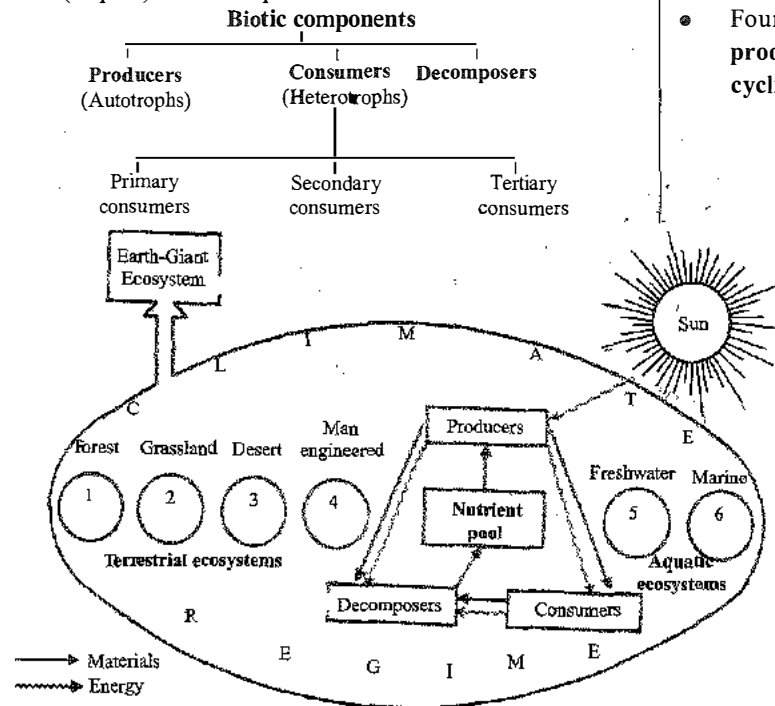 Biotic components
Producers
(Autotrophs)
Consumers
(Heterotrophs)
Decomposers
Primary
consumers
Secondary
consumers
Tertiary
consumers
Earth-Giant
Ecosystem
Sun
C L I M A T E
Producers
Forest
Grassland
Desert
Man
engineered
Freshwater
Marine
1
2
3
4
Nutrient
pool
5
6
Terrestrial ecosystems
Aquatic
ecosystems
Decomposers
Consumers
R E G I M E
Materials
Energy